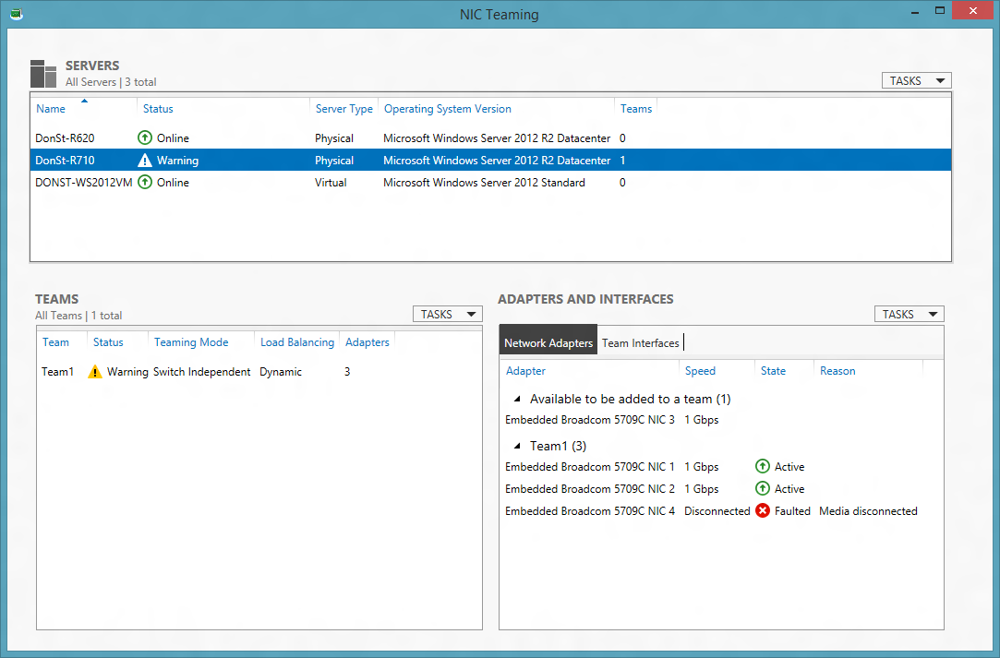 NIC Teaming
SERVERS
All Servers | 3 total
TASKS
Name Status Server Type Operating System Version Teams
DonSt-R620 Online Physical Microsoft Windows Server 2012 R2 Datacenter 0
DonSt-R710 Warning Physical Microsoft Windows Server 2012 R2 Datacenter 1
DONST-WS2012VM Online Virtual Microsoft Windows Server 2012 Standard 0
TEAMS
All Teams | 1 total
TASKS
Team Status Teaming Mode Load Balancing Adapters
Team1 Warning Switch Independent Dynamic 3
ADAPTERS AND INTERFACES
TASKS
Network Adapters Team Interfaces
Adapter Speed State Reason
Available to be added to a team (1)
Embedded Broadcom 5709C NIC 3 1 Gbps
Team1 (3)
Embedded Broadcom 5709C NIC 1 1 Gbps Active
Embedded Broadcom 5709C NIC 2 1 Gbps Active
Embedded Broadcom 5709C NIC 4 Disconnected Faulted Media disconnected